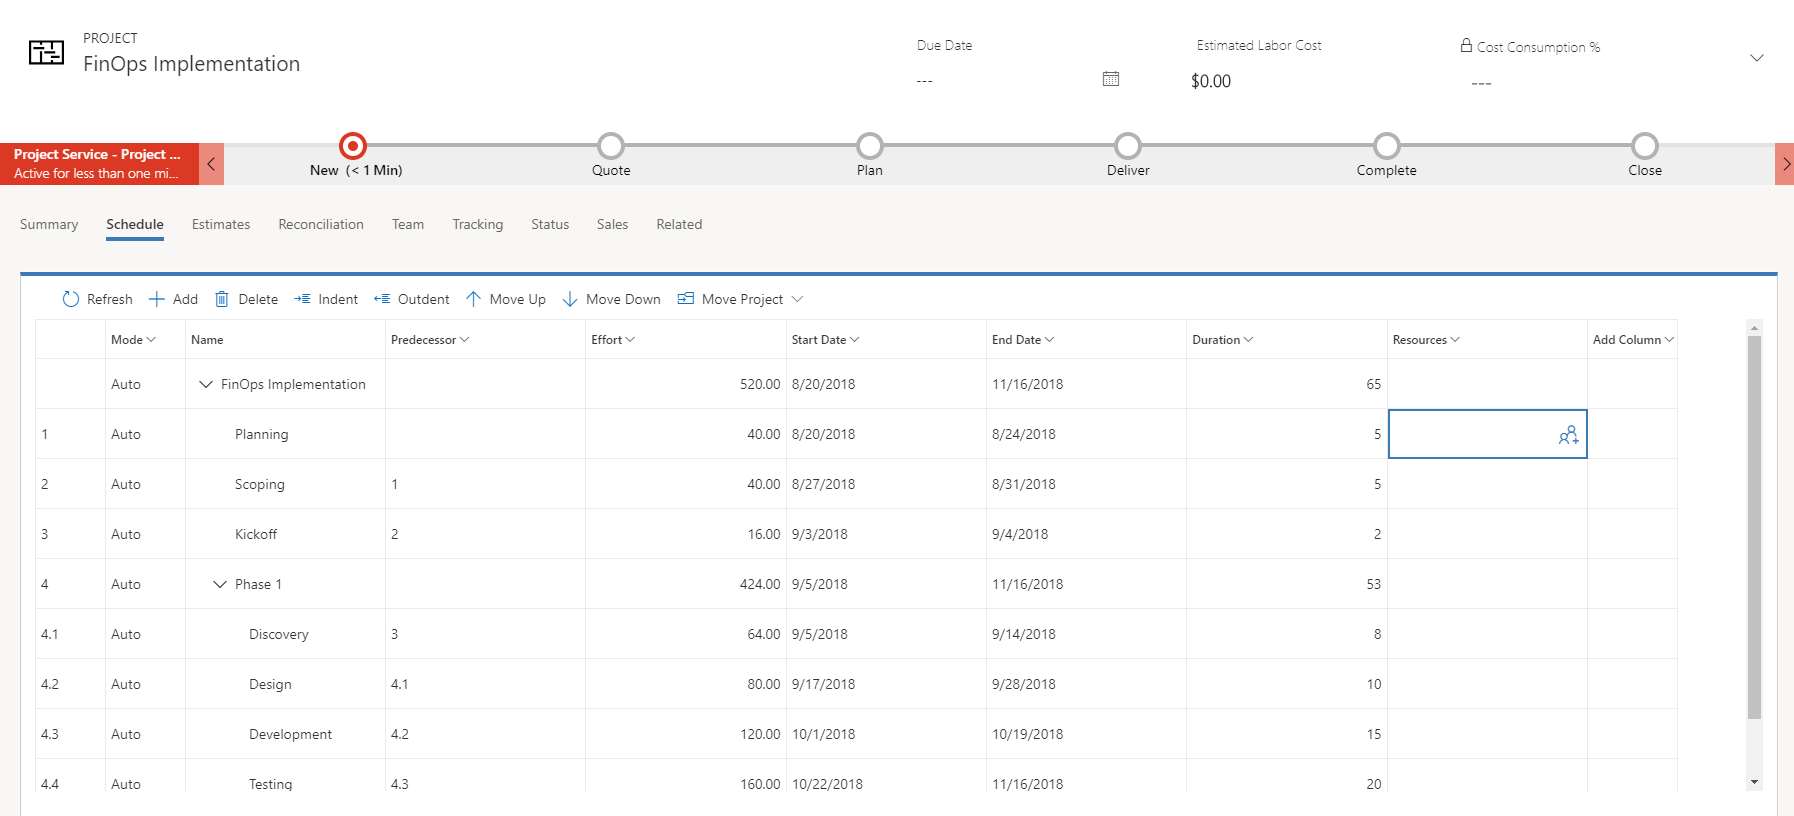 PROJECT
FinOps Implementation
Due Date
---
Estimated Labor Cost
$0.00
Cost Consumption %
---
Project Service - Project ...
Active for less than one mi...
New (< 1 Min)
Quote
Plan
Deliver
Complete
Close
Summary Schedule Estimates Reconciliation Team Tracking Status Sales Related
Refresh Add Delete Indent Outdent Move Up Move Down Move Project
Mode Name Predecessor Effort Start Date End Date Duration Resources Add Column
Auto FinOps Implementation 520.00 8/20/2018 11/16/2018 65
1 Auto Planning 40.00 8/20/2018 8/24/2018 5
2 Auto Scoping 1 40.00 8/27/2018 8/31/2018 5
3 Auto Kickoff 2 16.00 9/3/2018 9/4/2018 2
4 Auto Phase 1 424.00 9/5/2018 11/16/2018 53
4.1 Auto Discovery 3 64.00 9/5/2018 9/14/2018 8
4.2 Auto Design 4.1 80.00 9/17/2018 9/28/2018 10
4.3 Auto Development 4.2 120.00 10/1/2018 10/19/2018 15
4.4 Auto Testing 4.3 160.00 10/22/2018 11/16/2018 20